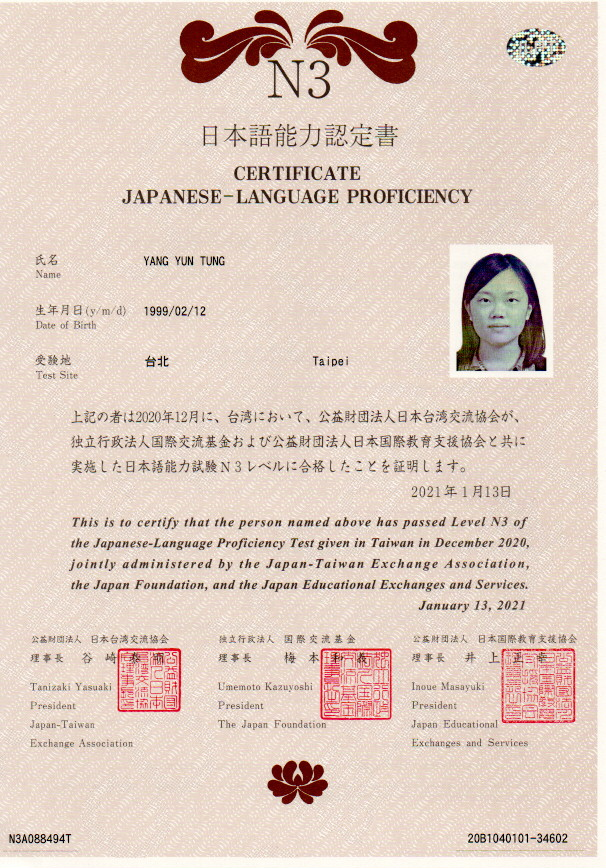 N3
日本語能力認定書
CERTIFICATE
JAPANESE-LANGUAGE PROFICIENCY
氏名 YANG YUN TUNG
Name
生年月日(y/m/d) 1999/02/12
Date of Birth
受験地 台北 Taipei
Test Site
上記の者は2020年12月に、台湾において、公益財団法人日本台湾交流協会が、
独立行政法人国際交流基金および公益財団法人日本国際教育支援協会と共に
実施した日本語能力試験N3レベルに合格したことを証明します。
2021年1月13日
This is to certify that the person named above has passed Level N3 of
the Japanese-Language Proficiency Test given in Taiwan in December 2020,
jointly administered by the Japan-Taiwan Exchange Association,
the Japan Foundation, and the Japan Educational Exchanges and Services.
January 13, 2021
公益財団法人 日本台湾交流協会
理事長 谷崎
Tanizaki Yasuaki
President
Japan-Taiwan
Exchange Association
独立行政法人 国際交流基金
理事長 梅本
Umemoto Kazuyoshi
President
The Japan Foundation
公益財団法人 日本国際教育支援協会
理事長 井上正
Inoue Masayuki
President
Japan Educational
Exchanges and Services
N3A088494T
20B1040101-34602